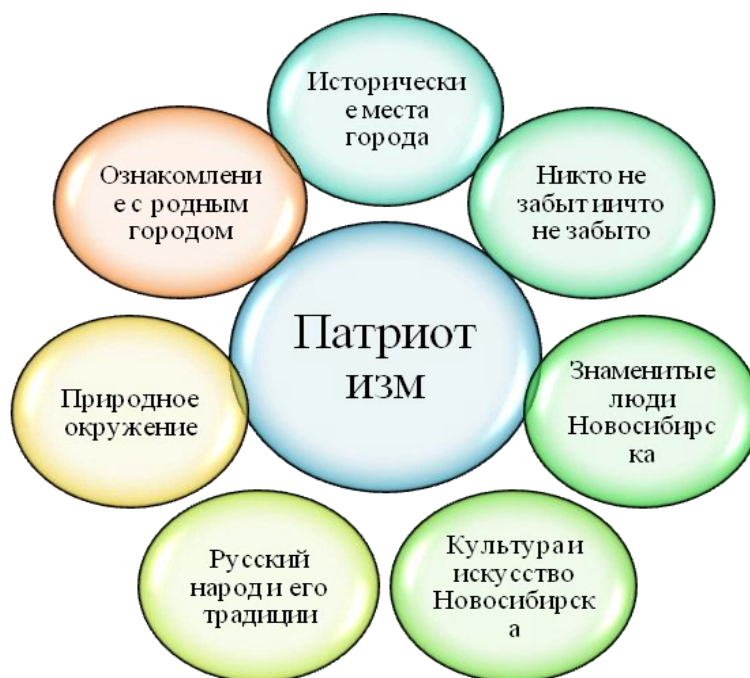 Исторически
е места
города
Никто не
забыт и ничто
не забыто
Знаменитые
люди
Новосибирс
ка
Культура и
искусство
Новосибирск
а
Русский
народ и его
традиции
Природное
окружение
Ознакомлени
е с родным
городом
Патриот
изм